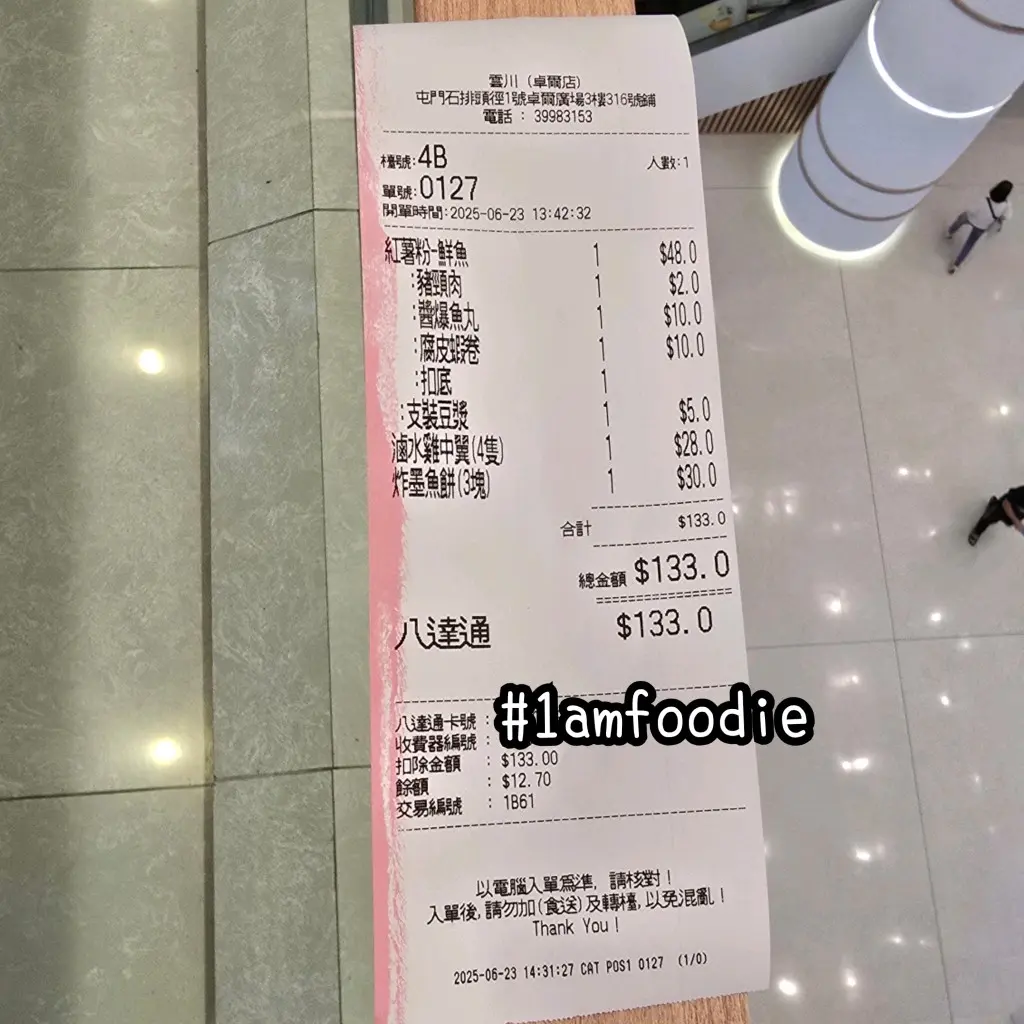 雲川 (卓爾店)
屯門石排頭徑1號卓爾廣場3樓316號舖
電話 : 39983153
檯號:4B 人數:1
單號:0127
開單時間:2025-06-23 13:42:32
紅薯粉-鮮魚 1 $48.0
:豬頸肉 1 $2.0
:醬爆魚丸 1 $10.0
:腐皮蝦卷 1 $10.0
:扣底 1
:支裝豆漿 1 $5.0
滷水雞中翼(4隻) 1 $28.0
炸墨魚餅(3塊) 1 $30.0
合計 $133.0
總金額 $133.0
八達通 $133.0
八達通卡號 :
#1amfoodie
收費器編號 :
扣除金額 : $133.00
餘額 : $12.70
交易編號 : 1B61
以電腦入單為準, 請核對!
入單後,請勿加(食送)及轉檯,以免混亂!
Thank You!
2025-06-23 14:31:27 CAT POS1 0127 (1/0)